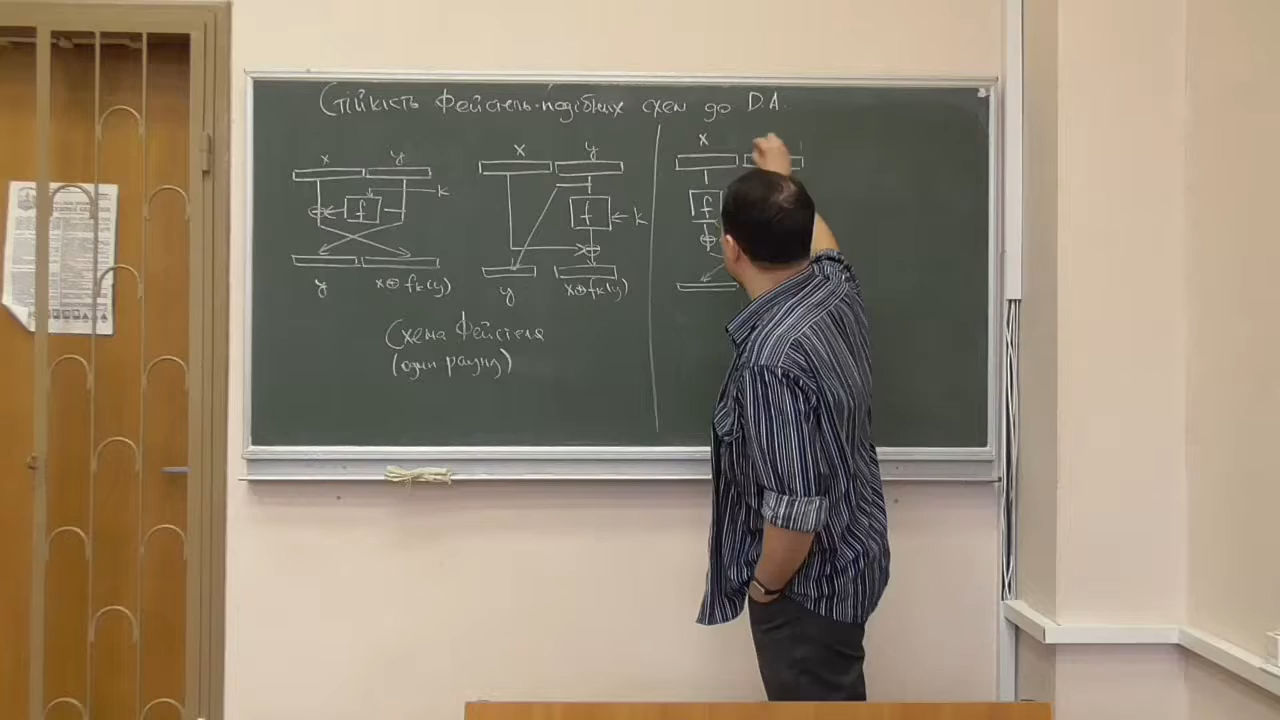 Стійкість Фейстель-подібних схем до D.A.
x y
k
f
y x⊕fk(y)
x y
f k
y x⊕fk(y)
Схема Фейстеля
(один раунд)
x
f